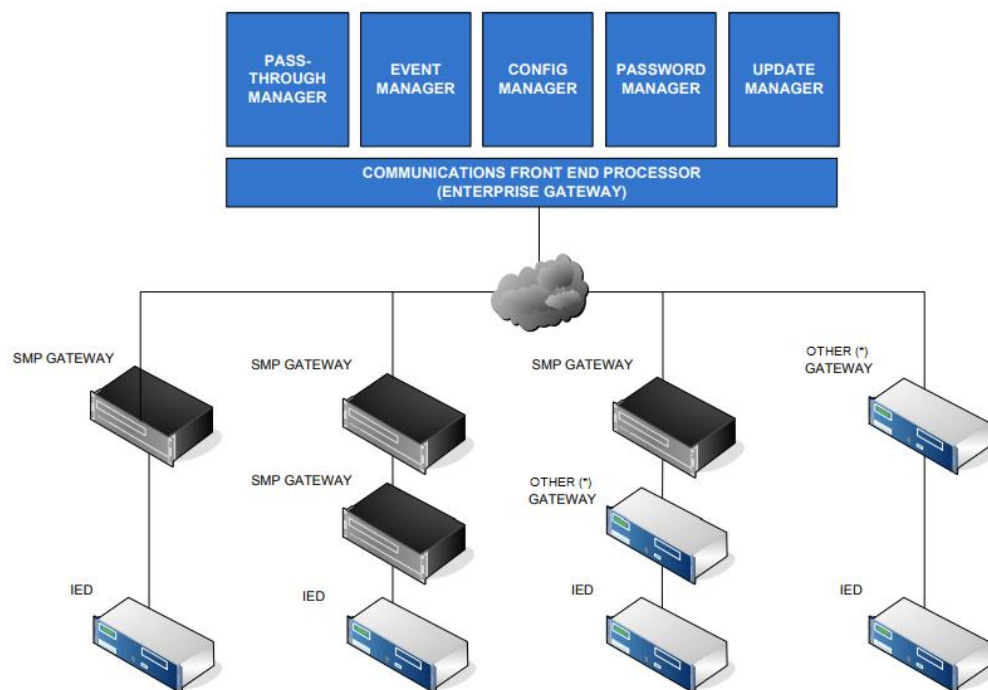 PASS-
THROUGH
MANAGER
EVENT
MANAGER
CONFIG
MANAGER
PASSWORD
MANAGER
UPDATE
MANAGER
COMMUNICATIONS FRONT END PROCESSOR
(ENTERPRISE GATEWAY)
SMP GATEWAY
SMP GATEWAY
SMP GATEWAY
OTHER (*)
GATEWAY
SMP GATEWAY
OTHER (*)
GATEWAY
IED
IED
IED
IED